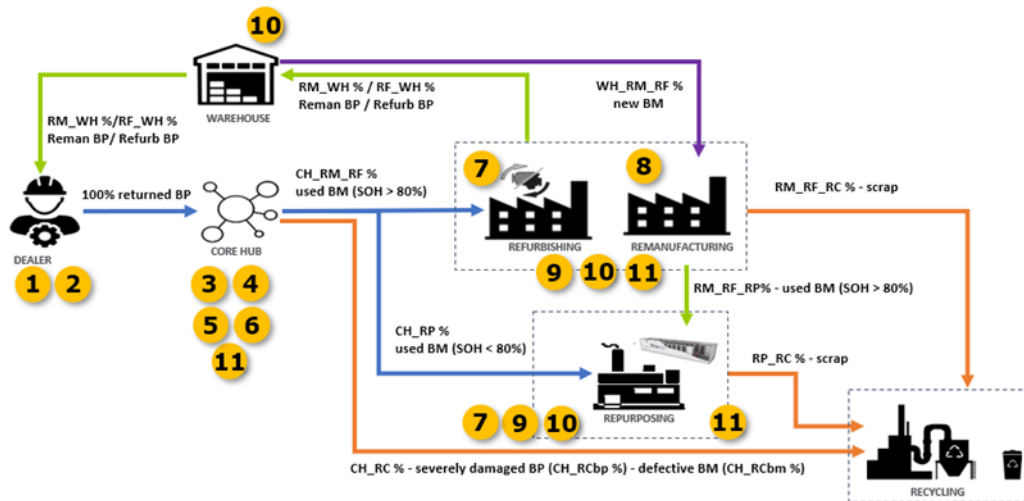 10
WAREHOUSE
RM_WH % / RF_WH %
Reman BP / Refurb BP
WH_RM_RF %
new BM
RM_WH %/RF_WH %
Reman BP/ Refurb BP
100% returned BP
CH_RM_RF %
used BM (SOH > 80%)
7
8
RM_RF_RC % - scrap
DEALER
1 2
CORE HUB
3 4
5 6
11
REFURBISHING
REMANUFACTURING
9 10 11
RM_RF_RP% - used BM (SOH > 80%)
CH_RP %
used BM (SOH < 80%)
RP_RC % - scrap
REPURPOSING
7 9 10 11
CH_RC % - severely damaged BP (CH_RCbp %) - defective BM (CH_RCbm %)
RECYCLING